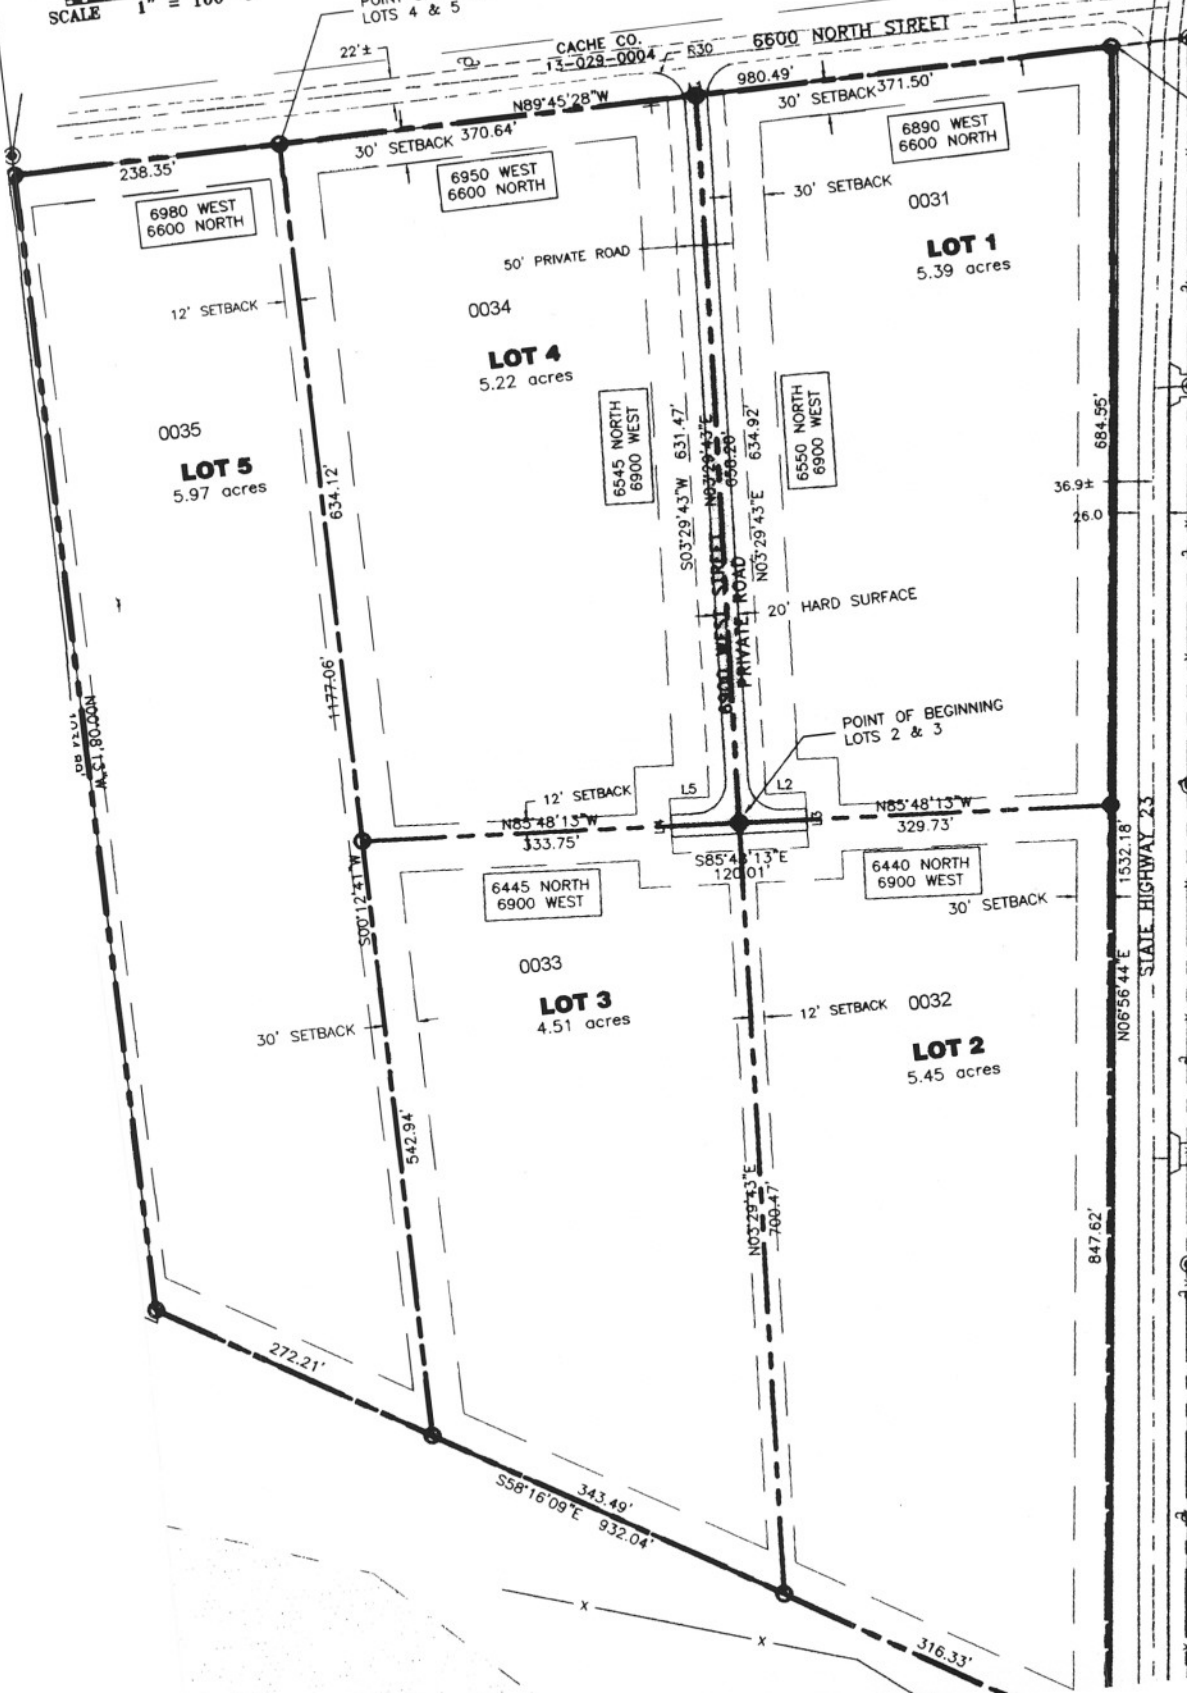 SCALE 1" = 100'
LOTS 4 & 5
22'±
CACHE CO.
13-029-0004
R30
6600 NORTH STREET
980.49'
N89°45'28"W
L1
30' SETBACK
371.50'
238.35'
30' SETBACK
370.64'
6890 WEST
6600 NORTH
6950 WEST
6600 NORTH
6980 WEST
6600 NORTH
30' SETBACK
0031
LOT 1
5.39 acres
50' PRIVATE ROAD
12' SETBACK
0034
LOT 4
5.22 acres
0035
LOT 5
5.97 acres
634.12'
6545 NORTH
6900 WEST
S03°29'43"W 631.47'
N03°29'43"E
658.20'
N03°29'43"E 634.92'
6550 NORTH
6900 WEST
684.55'
36.9±
26.0
20' HARD SURFACE
6900 WEST STREET
PRIVATE ROAD
1177.06'
N00°08'13"W
POINT OF BEGINNING
LOTS 2 & 3
12' SETBACK
L5
L2
N85°48'13"W
333.75'
L4
L3
N85°48'13"W
329.73'
S85°48'13"E
120.01'
6445 NORTH
6900 WEST
6440 NORTH
6900 WEST
30' SETBACK
1532.18'
STATE HIGHWAY 23
S00°12'41"W
0033
LOT 3
4.51 acres
30' SETBACK
12' SETBACK
0032
LOT 2
5.45 acres
N06°56'44"E
542.94'
N03°29'43"E
700.47'
847.62'
272.21'
343.49'
S58°16'09"E 932.04'
x
x
316.33'